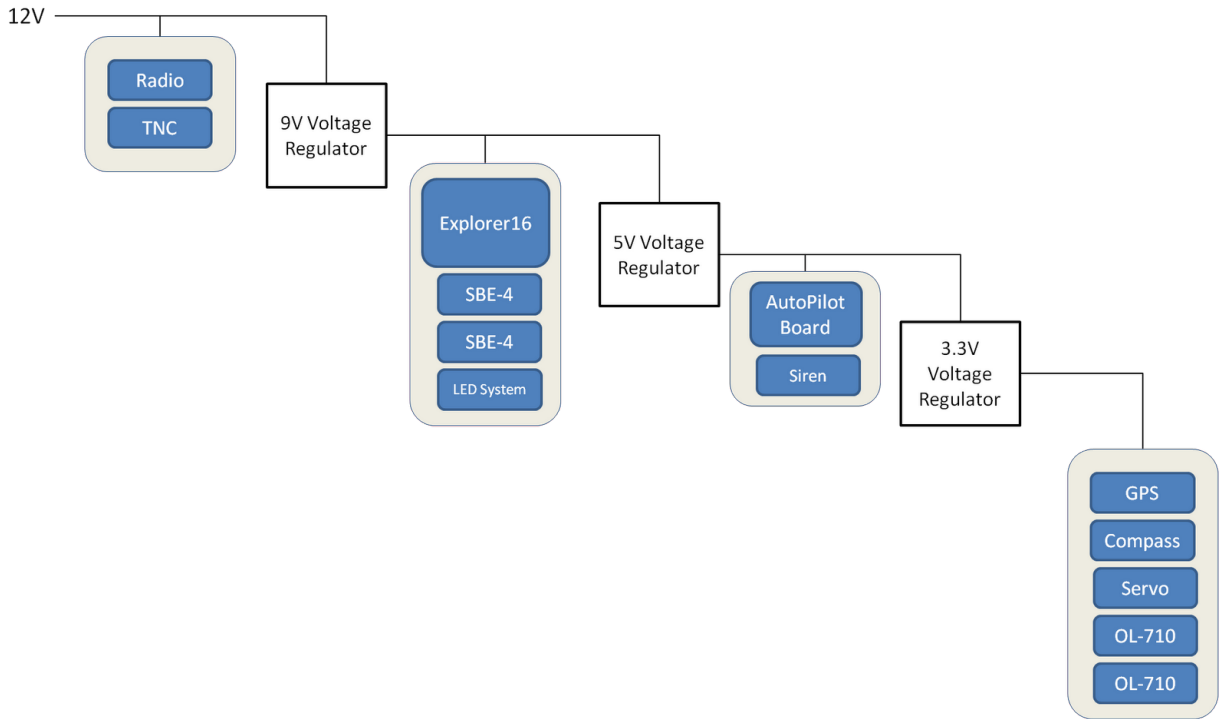 12V
Radio
TNC
9V Voltage
Regulator
Explorer16
SBE-4
SBE-4
LED System
5V Voltage
Regulator
AutoPilot
Board
Siren
3.3V
Voltage
Regulator
GPS
Compass
Servo
OL-710
OL-710